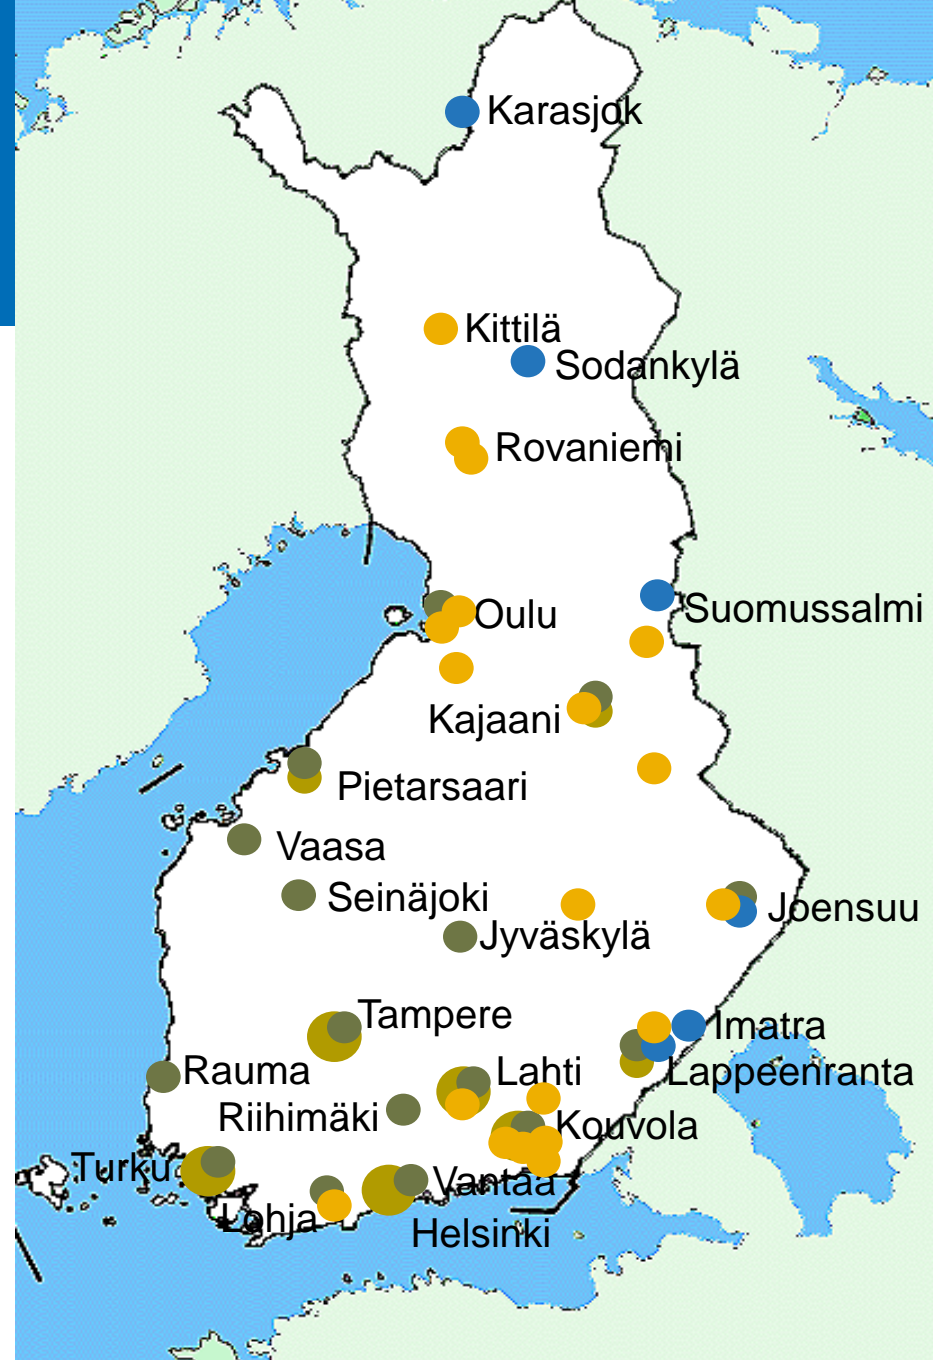 Karasjok
Kittilä
Sodankylä
Rovaniemi
Suomussalmi
Oulu
Kajaani
Pietarsaari
Vaasa
Seinäjoki
Joensuu
Jyväskylä
Tampere
Imatra
Rauma
Lahti
Lappeenranta
Riihimäki
Kouvola
Turku
Vantaa
Lohja
Helsinki